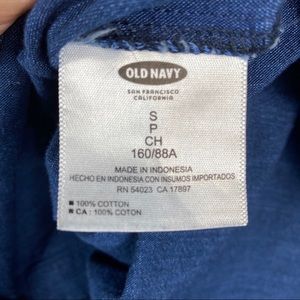 OLD NAVY
SAN FRANCISCO
CALIFORNIA
S
P
CH
160/88A
MADE IN INDONESIA
HECHO EN INDONESIA CON INSUMOS IMPORTADOS
RN 54023 CA 17897
■ 100% COTTON
■ CA : 100% COTON